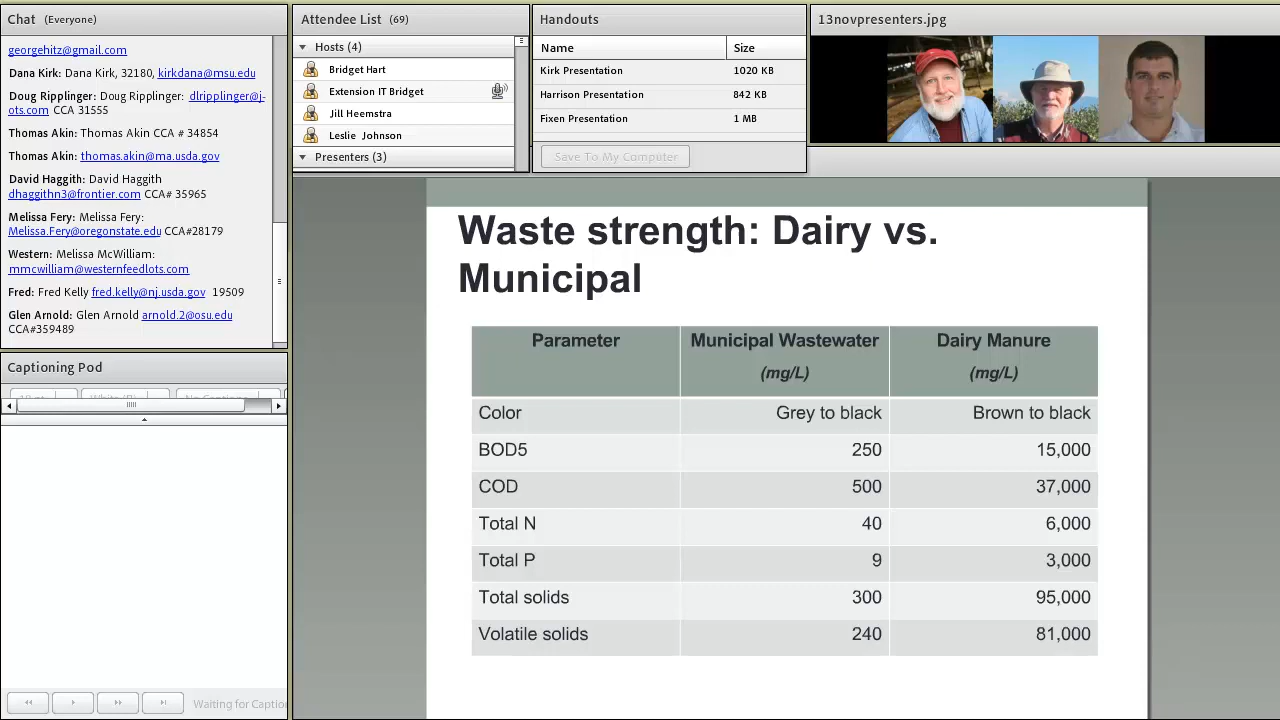 Chat (Everyone)
georgehitz@gmail.com
Dana Kirk: Dana Kirk, 32180, kirkdana@msu.edu
Doug Ripplinger: Doug Ripplinger: dlripplinger@j-
ots.com CCA 31555
Thomas Akin: Thomas Akin CCA # 34854
Thomas Akin: thomas.akin@ma.usda.gov
David Haggith: David Haggith
dhaggithn3@frontier.com CCA# 35965
Melissa Fery: Melissa Fery:
Melissa.Fery@oregonstate.edu CCA#28179
Western: Melissa McWilliam:
mmcwilliam@westernfeedlots.com
Fred: Fred Kelly fred.kelly@nj.usda.gov 19509
Glen Arnold: Glen Arnold arnold.2@osu.edu
CCA#359489
Captioning Pod
Waiting for Captio
Attendee List (69)
Hosts (4)
Bridget Hart
Extension IT Bridget
Jill Heemstra
Leslie Johnson
Presenters (3)
Handouts
Name Size
Kirk Presentation 1020 KB
Harrison Presentation 842 KB
Fixen Presentation 1 MB
Save To My Computer
13novpresenters.jpg
Waste strength: Dairy vs.
Municipal
Parameter Municipal Wastewater Dairy Manure
(mg/L) (mg/L)
Color Grey to black Brown to black
BOD5 250 15,000
COD 500 37,000
Total N 40 6,000
Total P 9 3,000
Total solids 300 95,000
Volatile solids 240 81,000